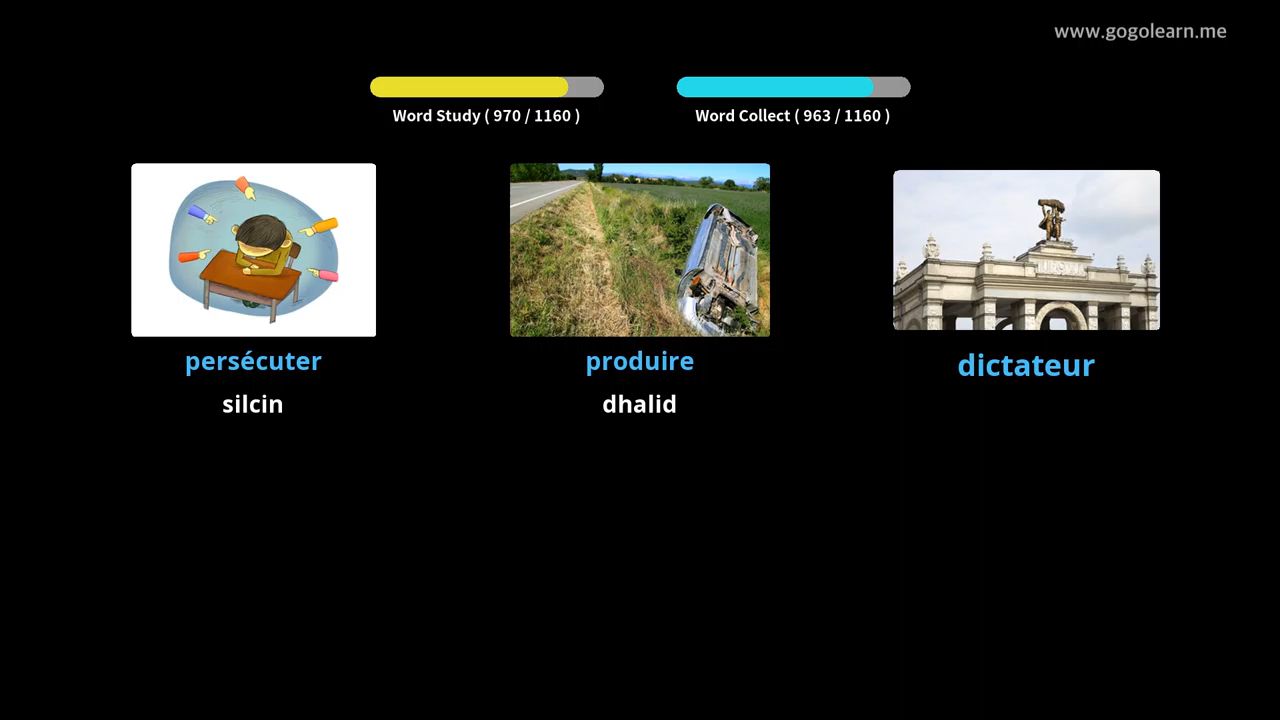 www.gogolearn.me
Word Study ( 970 / 1160 )
Word Collect ( 963 / 1160 )
persécuter
produire
dictateur
silcin
dhalid